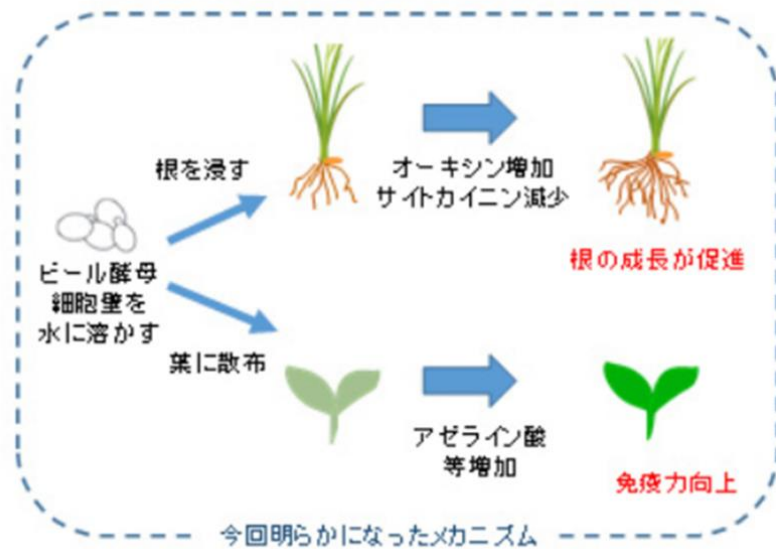 根を浸す
オーキシン増加
サイトカイニン減少
根の成長が促進
ビール酵母
細胞壁を
水に溶かす
葉に散布
アゼライン酸
等増加
免疫力向上
今回明らかになったメカニズム